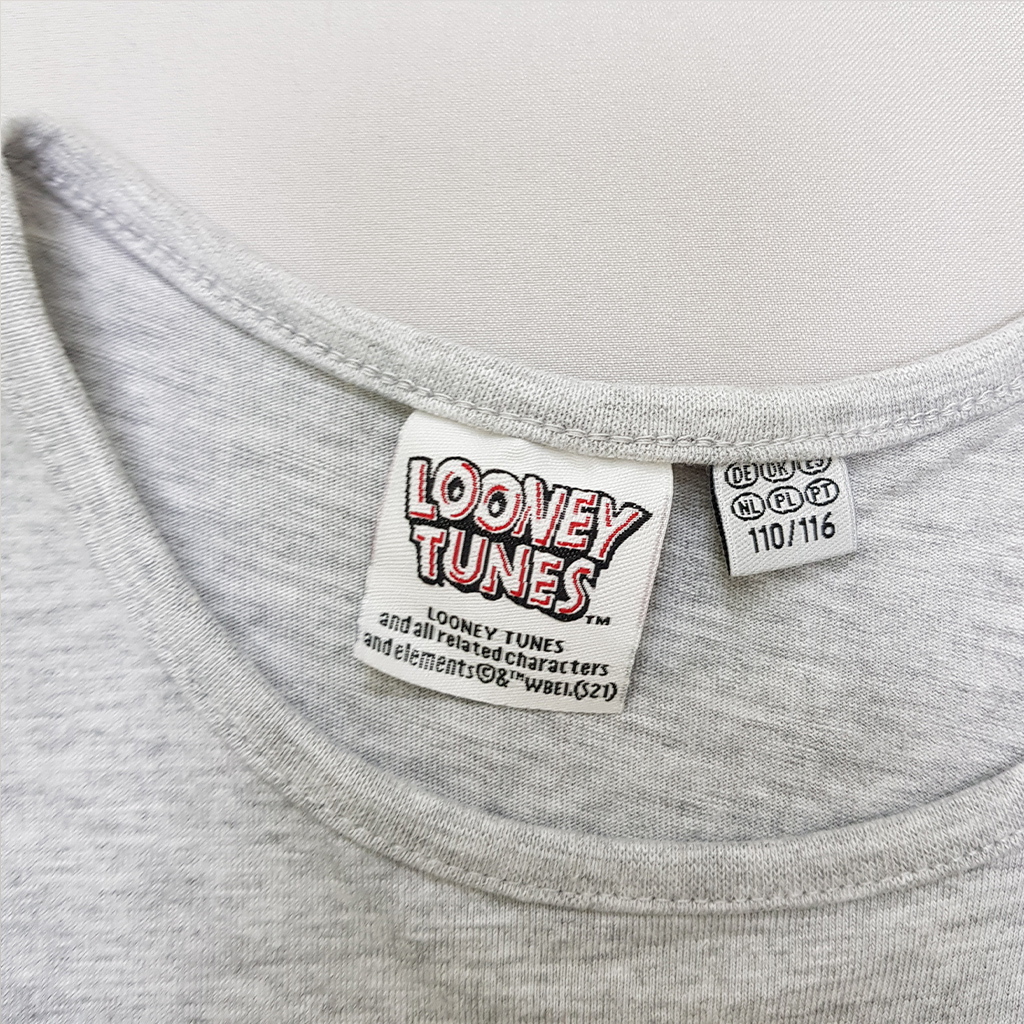 LOONEY
TUNES™
LOONEY TUNES
and all related characters
and elements©&™WBEI.(S21)
DE UK ES
NL PL PT
110/116